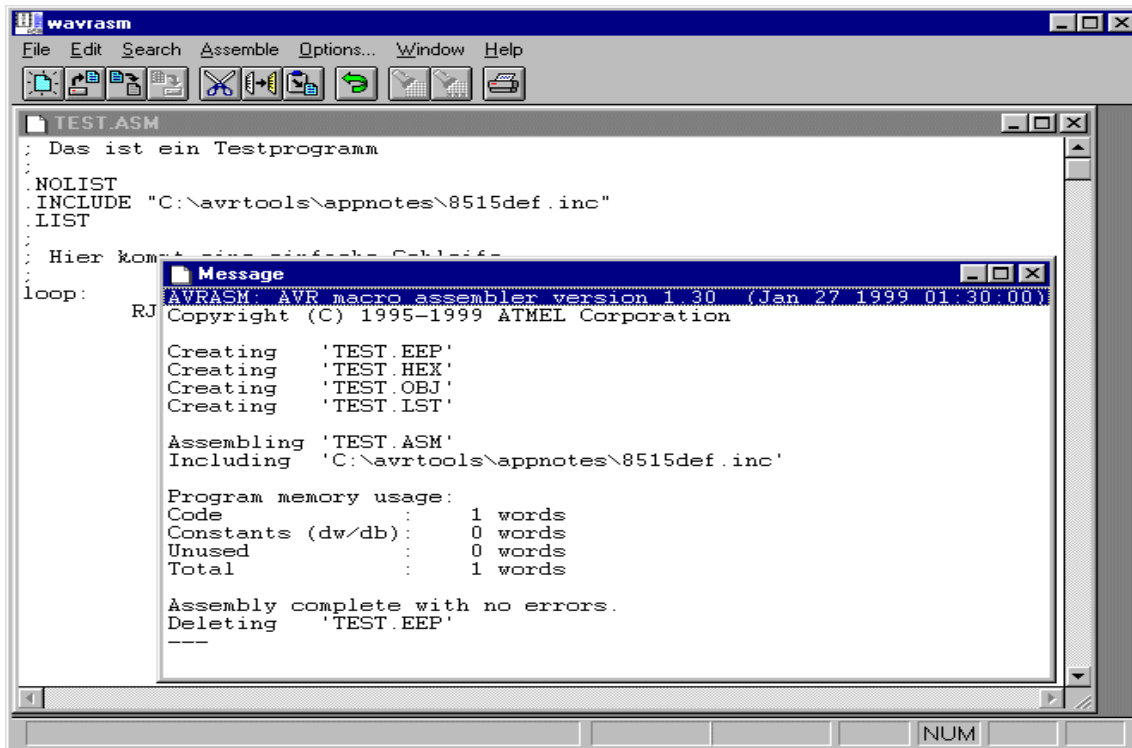 wavrasm
File Edit Search Assemble Options... Window Help
TEST.ASM
; Das ist ein Testprogramm
;
.NOLIST
.INCLUDE "C:\avrtools\appnotes\8515def.inc"
.LIST
;
; Hier kommt eine einfache Schleife
;
loop:
RJ
Message
AVRASM: AVR macro assembler version 1.30 (Jan 27 1999 01:30:00)
Copyright (C) 1995-1999 ATMEL Corporation
Creating 'TEST.EEP'
Creating 'TEST.HEX'
Creating 'TEST.OBJ'
Creating 'TEST.LST'
Assembling 'TEST.ASM'
Including 'C:\avrtools\appnotes\8515def.inc'
Program memory usage:
Code : 1 words
Constants (dw/db): 0 words
Unused : 0 words
Total : 1 words
Assembly complete with no errors.
Deleting 'TEST.EEP'
---
NUM